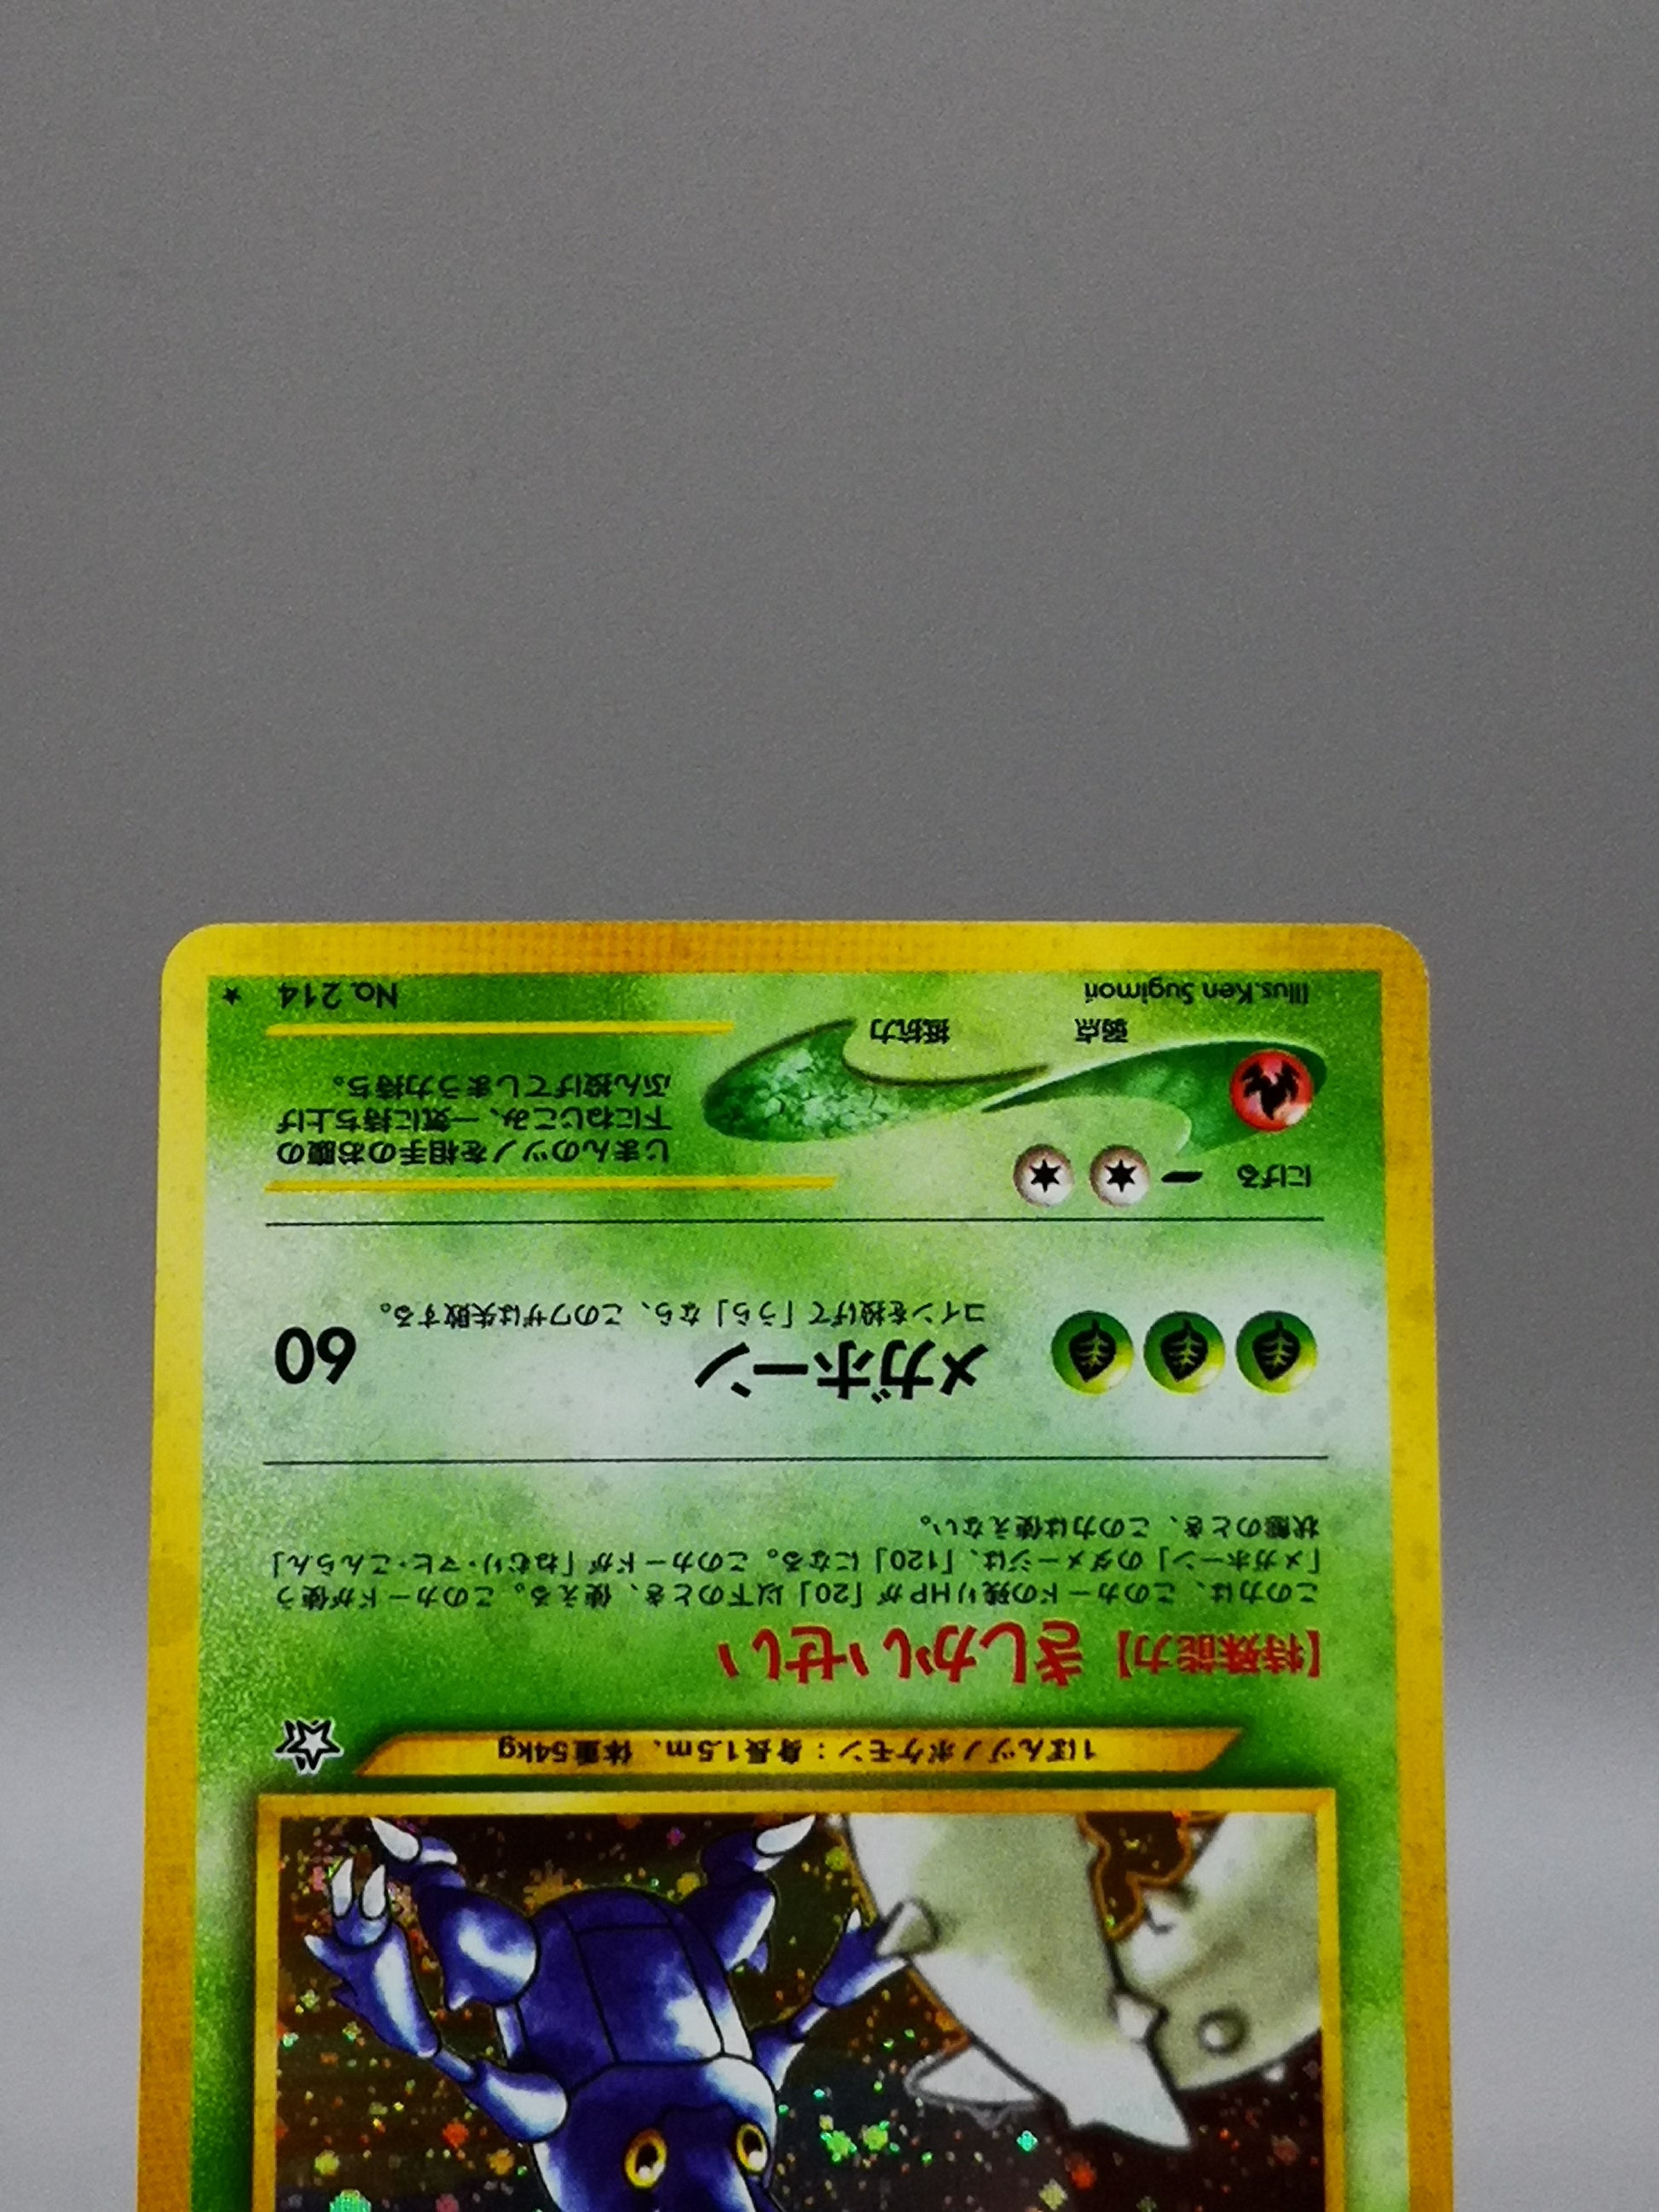 1ぽんヅノポケモン:身長1.5m、体重54kg
【特殊能力】きしかいせい
この力は、このカードの残りHPが「20」以下のとき、使える。このカードが使う
「メガホーン」のダメージは、「120」になる。このカードが「ねむり・マヒ・こんらん」
状態のとき、この力は使えない。
メガホーン 60
コインを投げて「うら」なら、このワザは失敗する。
にげる
弱点 抵抗力
じまんのツノを相手のお腹の
下にねじこみ、一気に持ち上げ
ぶん投げてしまう力持ち。
Illus.Ken Sugimori
No. 214 ★